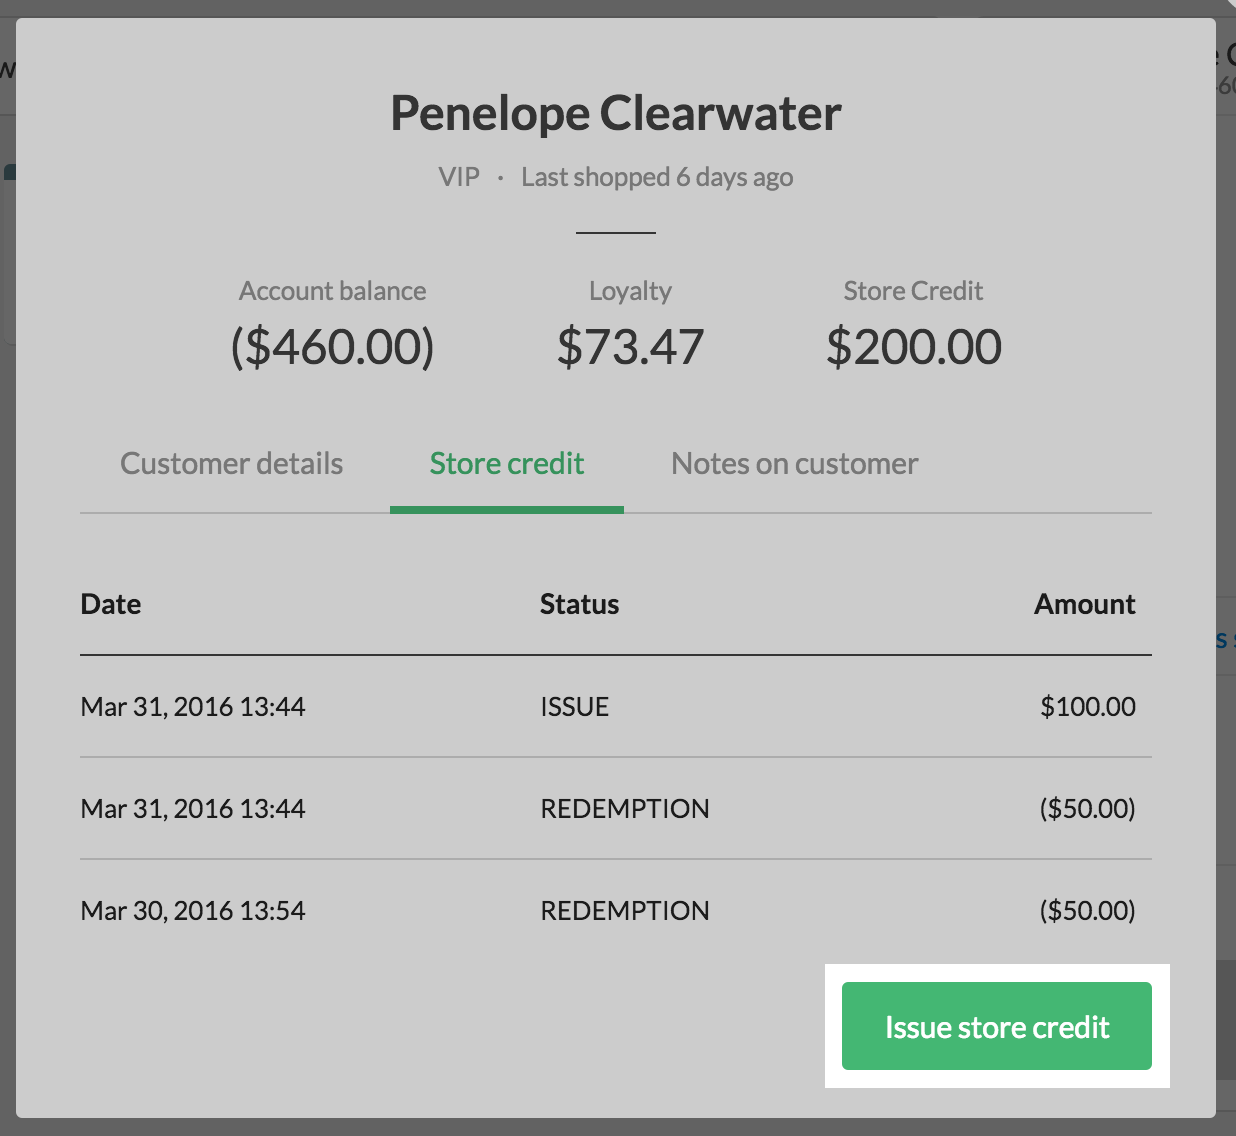 Penelope Clearwater
VIP · Last shopped 6 days ago
Account balance Loyalty Store Credit
($460.00) $73.47 $200.00
Customer details Store credit Notes on customer
Date Status Amount
Mar 31, 2016 13:44 ISSUE $100.00
Mar 31, 2016 13:44 REDEMPTION ($50.00)
Mar 30, 2016 13:54 REDEMPTION ($50.00)
Issue store credit